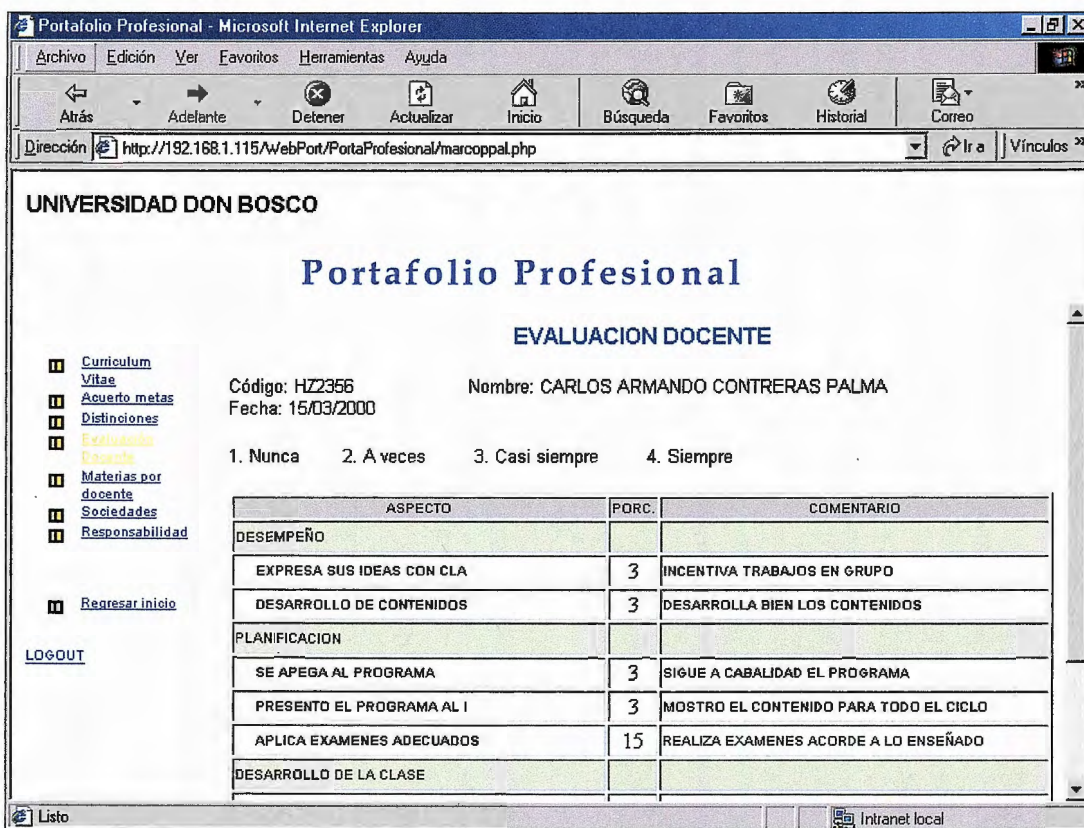 Portafolio Profesional - Microsoft Internet Explorer
Archivo Edición Ver Favoritos Herramientas Ayuda
Atrás Adelante Detener Actualizar Inicio Búsqueda Favoritos Historial Correo
Dirección http://192.168.1.115/WebPort/PortaProfesional/marcoppal.php Ir a Vínculos
UNIVERSIDAD DON BOSCO
Portafolio Profesional
EVALUACION DOCENTE
Curriculum
Vitae
Acuerto metas
Distinciones
Evaluación
Docente
Materias por
docente
Sociedades
Responsabilidad
Regresar inicio
LOGOUT
Código: HZ2356 Nombre: CARLOS ARMANDO CONTRERAS PALMA
Fecha: 15/03/2000
1. Nunca 2. A veces 3. Casi siempre 4. Siempre
ASPECTO PORC. COMENTARIO
DESEMPEÑO
EXPRESA SUS IDEAS CON CLA 3 INCENTIVA TRABAJOS EN GRUPO
DESARROLLO DE CONTENIDOS 3 DESARROLLA BIEN LOS CONTENIDOS
PLANIFICACION
SE APEGA AL PROGRAMA 3 SIGUE A CABALIDAD EL PROGRAMA
PRESENTO EL PROGRAMA AL I 3 MOSTRO EL CONTENIDO PARA TODO EL CICLO
APLICA EXAMENES ADECUADOS 15 REALIZA EXAMENES ACORDE A LO ENSEÑADO
DESARROLLO DE LA CLASE
Listo Intranet local